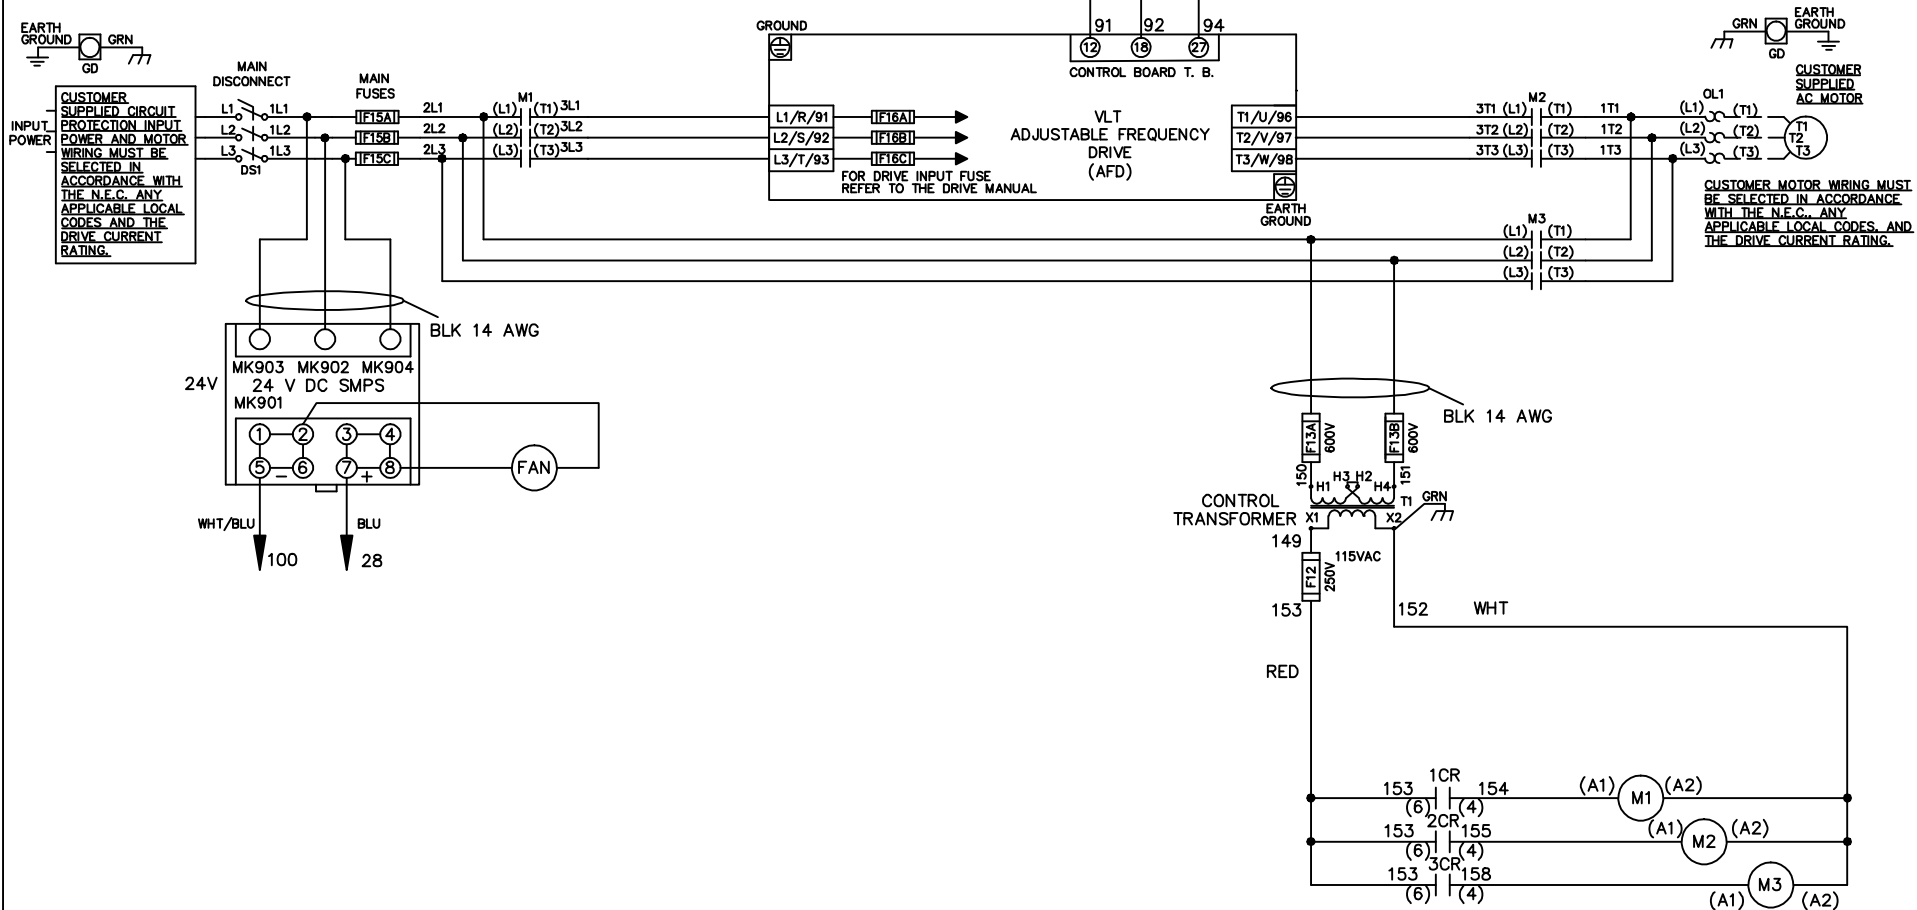 EARTH
GROUND
GRN
GD
INPUT
POWER
CUSTOMER
SUPPLIED CIRCUIT
PROTECTION INPUT
POWER AND MOTOR
WIRING MUST BE
SELECTED IN
ACCORDANCE WITH
THE N.E.C. ANY
APPLICABLE LOCAL
CODES AND THE
DRIVE CURRENT
RATING.
MAIN
DISCONNECT
L1 1L1
L2 1L2
L3 1L3
DS1
MAIN
FUSES
F15A
F15B
F15C
2L1
2L2
2L3
M1
(L1) (T1) 3L1
(L2) (T2) 3L2
(L3) (T3) 3L3
GROUND
91 92 94
12 18 27
CONTROL BOARD T. B.
L1/R/91
L2/S/92
L3/T/93
F16A
F16B
F16C
FOR DRIVE INPUT FUSE
REFER TO THE DRIVE MANUAL
VLT
ADJUSTABLE FREQUENCY
DRIVE
(AFD)
T1/U/96
T2/V/97
T3/W/98
EARTH
GROUND
M2
3T1 (L1) (T1) 1T1
3T2 (L2) (T2) 1T2
3T3 (L3) (T3) 1T3
M3
(L1) (T1)
(L2) (T2)
(L3) (T3)
GRN
EARTH
GROUND
GD
CUSTOMER
SUPPLIED
AC MOTOR
OL1
(L1) (T1)
(L2) (T2)
(L3) (T3)
T1
T2
T3
CUSTOMER MOTOR WIRING MUST
BE SELECTED IN ACCORDANCE
WITH THE N.E.C., ANY
APPLICABLE LOCAL CODES, AND
THE DRIVE CURRENT RATING.
BLK 14 AWG
MK903 MK902 MK904
24V
24 V DC SMPS
MK901
1 2 3 4
5 - 6 7 + 8
FAN
WHT/BLU
BLU
100
28
BLK 14 AWG
F13A
600V
F13B
600V
150
151
H1 H3 H2 H4
T1
GRN
CONTROL
TRANSFORMER
X1 X2
149
115VAC
F12
250V
153
152
WHT
RED
1CR
153 154
(6) (4)
(A1) M1 (A2)
2CR
153 155
(6) (4)
(A1) M2 (A2)
3CR
153 158
(6) (4)
(A1) M3 (A2)